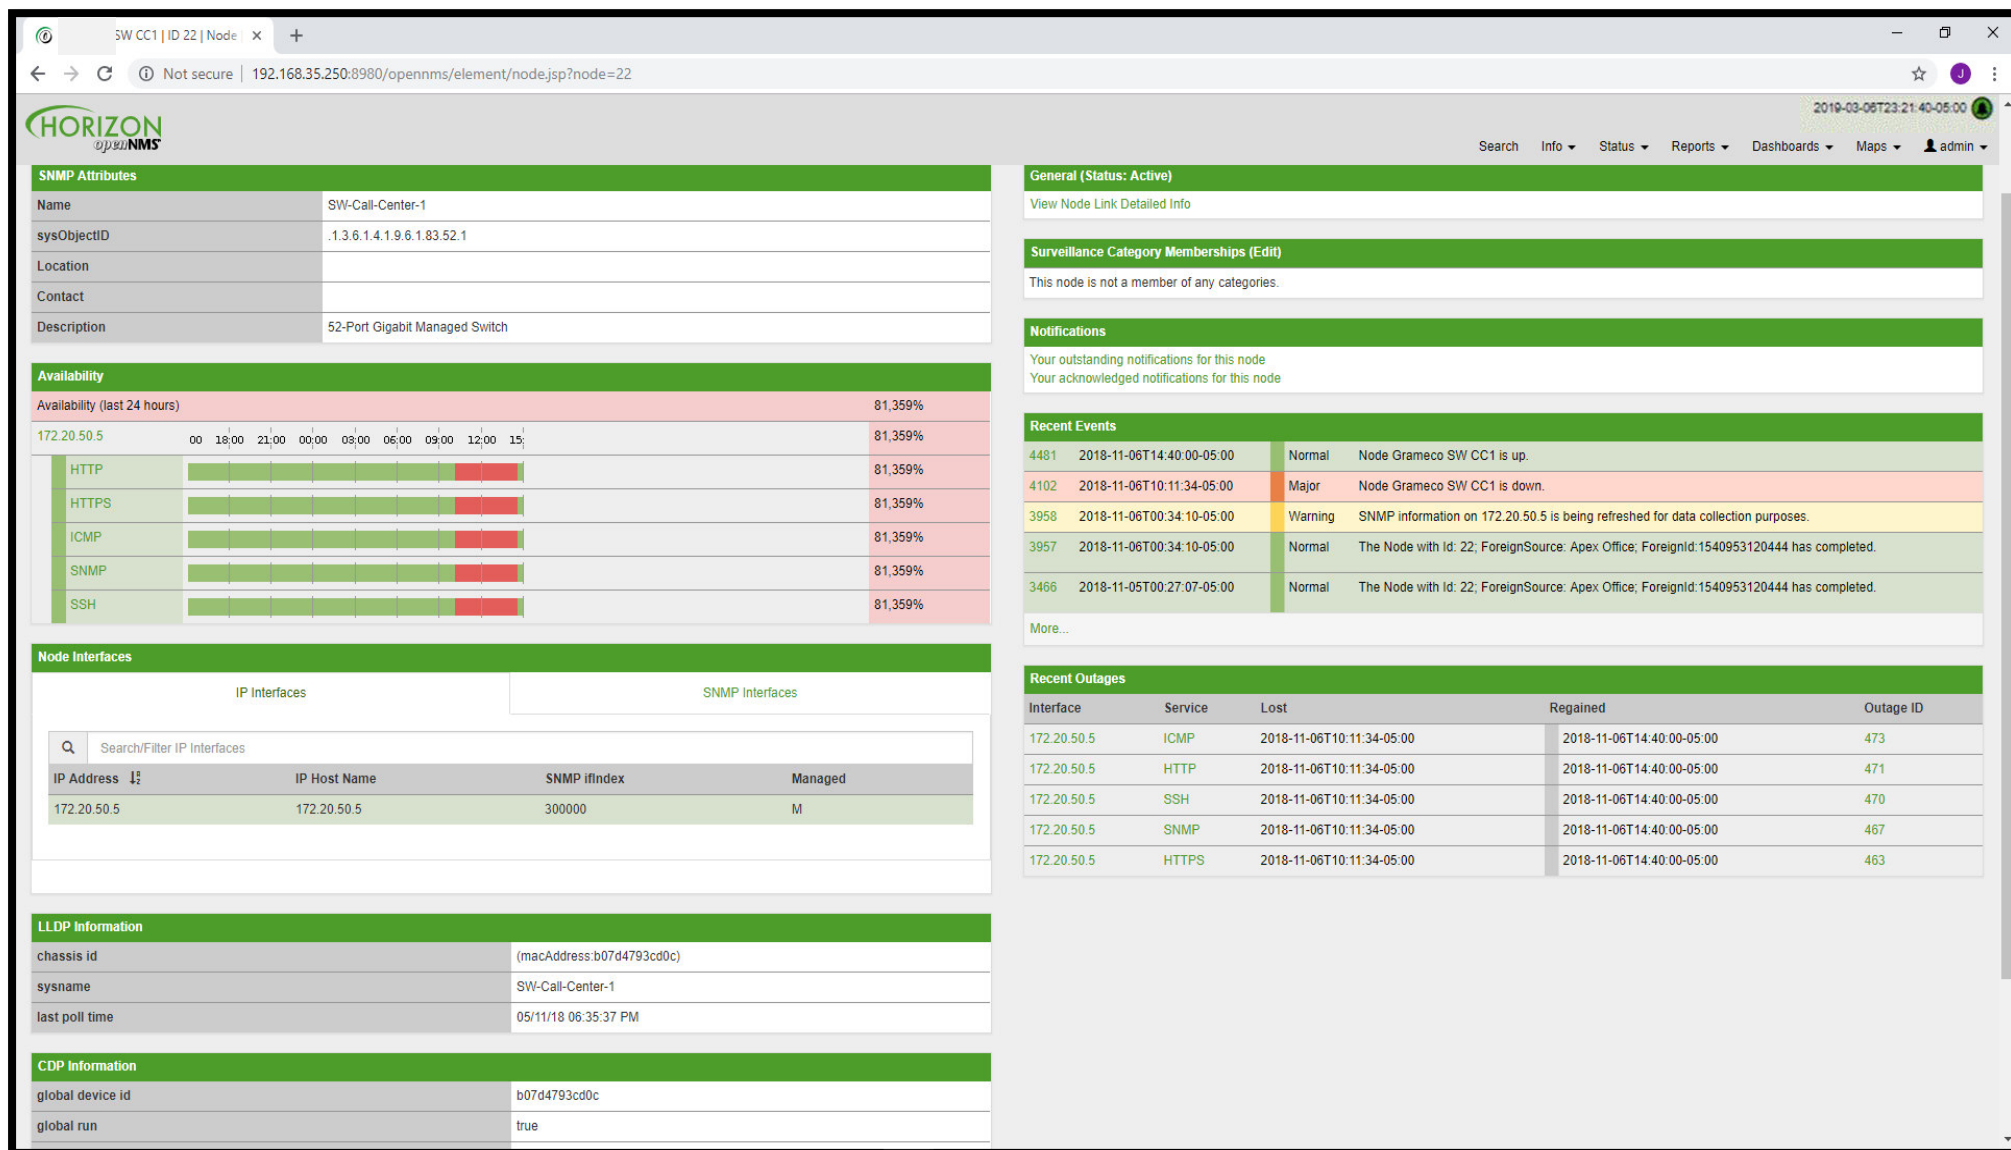 SW CC1 | ID 22 | Node
Not secure | 192.168.35.250:8980/opennms/element/node.jsp?node=22
J
2019-03-06T23:21:40-05:00
HORIZON
openNMS
Search Info Status Reports Dashboards Maps admin
SNMP Attributes
Name SW-Call-Center-1
sysObjectID .1.3.6.1.4.1.9.6.1.83.52.1
Location
Contact
Description 52-Port Gigabit Managed Switch
Availability
Availability (last 24 hours) 81,359%
172.20.50.5 00 18:00 21:00 00:00 03:00 06:00 09:00 12:00 15: 81,359%
HTTP 81,359%
HTTPS 81,359%
ICMP 81,359%
SNMP 81,359%
SSH 81,359%
Node Interfaces
IP Interfaces SNMP Interfaces
Search/Filter IP Interfaces
IP Address IP Host Name SNMP ifIndex Managed
172.20.50.5 172.20.50.5 300000 M
LLDP Information
chassis id (macAddress:b07d4793cd0c)
sysname SW-Call-Center-1
last poll time 05/11/18 06:35:37 PM
CDP Information
global device id b07d4793cd0c
global run true
General (Status: Active)
View Node Link Detailed Info
Surveillance Category Memberships (Edit)
This node is not a member of any categories.
Notifications
Your outstanding notifications for this node
Your acknowledged notifications for this node
Recent Events
4481 2018-11-06T14:40:00-05:00 Normal Node Grameco SW CC1 is up.
4102 2018-11-06T10:11:34-05:00 Major Node Grameco SW CC1 is down.
3958 2018-11-06T00:34:10-05:00 Warning SNMP information on 172.20.50.5 is being refreshed for data collection purposes.
3957 2018-11-06T00:34:10-05:00 Normal The Node with Id: 22; ForeignSource: Apex Office; ForeignId:1540953120444 has completed.
3466 2018-11-05T00:27:07-05:00 Normal The Node with Id: 22; ForeignSource: Apex Office; ForeignId:1540953120444 has completed.
More...
Recent Outages
Interface Service Lost Regained Outage ID
172.20.50.5 ICMP 2018-11-06T10:11:34-05:00 2018-11-06T14:40:00-05:00 473
172.20.50.5 HTTP 2018-11-06T10:11:34-05:00 2018-11-06T14:40:00-05:00 471
172.20.50.5 SSH 2018-11-06T10:11:34-05:00 2018-11-06T14:40:00-05:00 470
172.20.50.5 SNMP 2018-11-06T10:11:34-05:00 2018-11-06T14:40:00-05:00 467
172.20.50.5 HTTPS 2018-11-06T10:11:34-05:00 2018-11-06T14:40:00-05:00 463